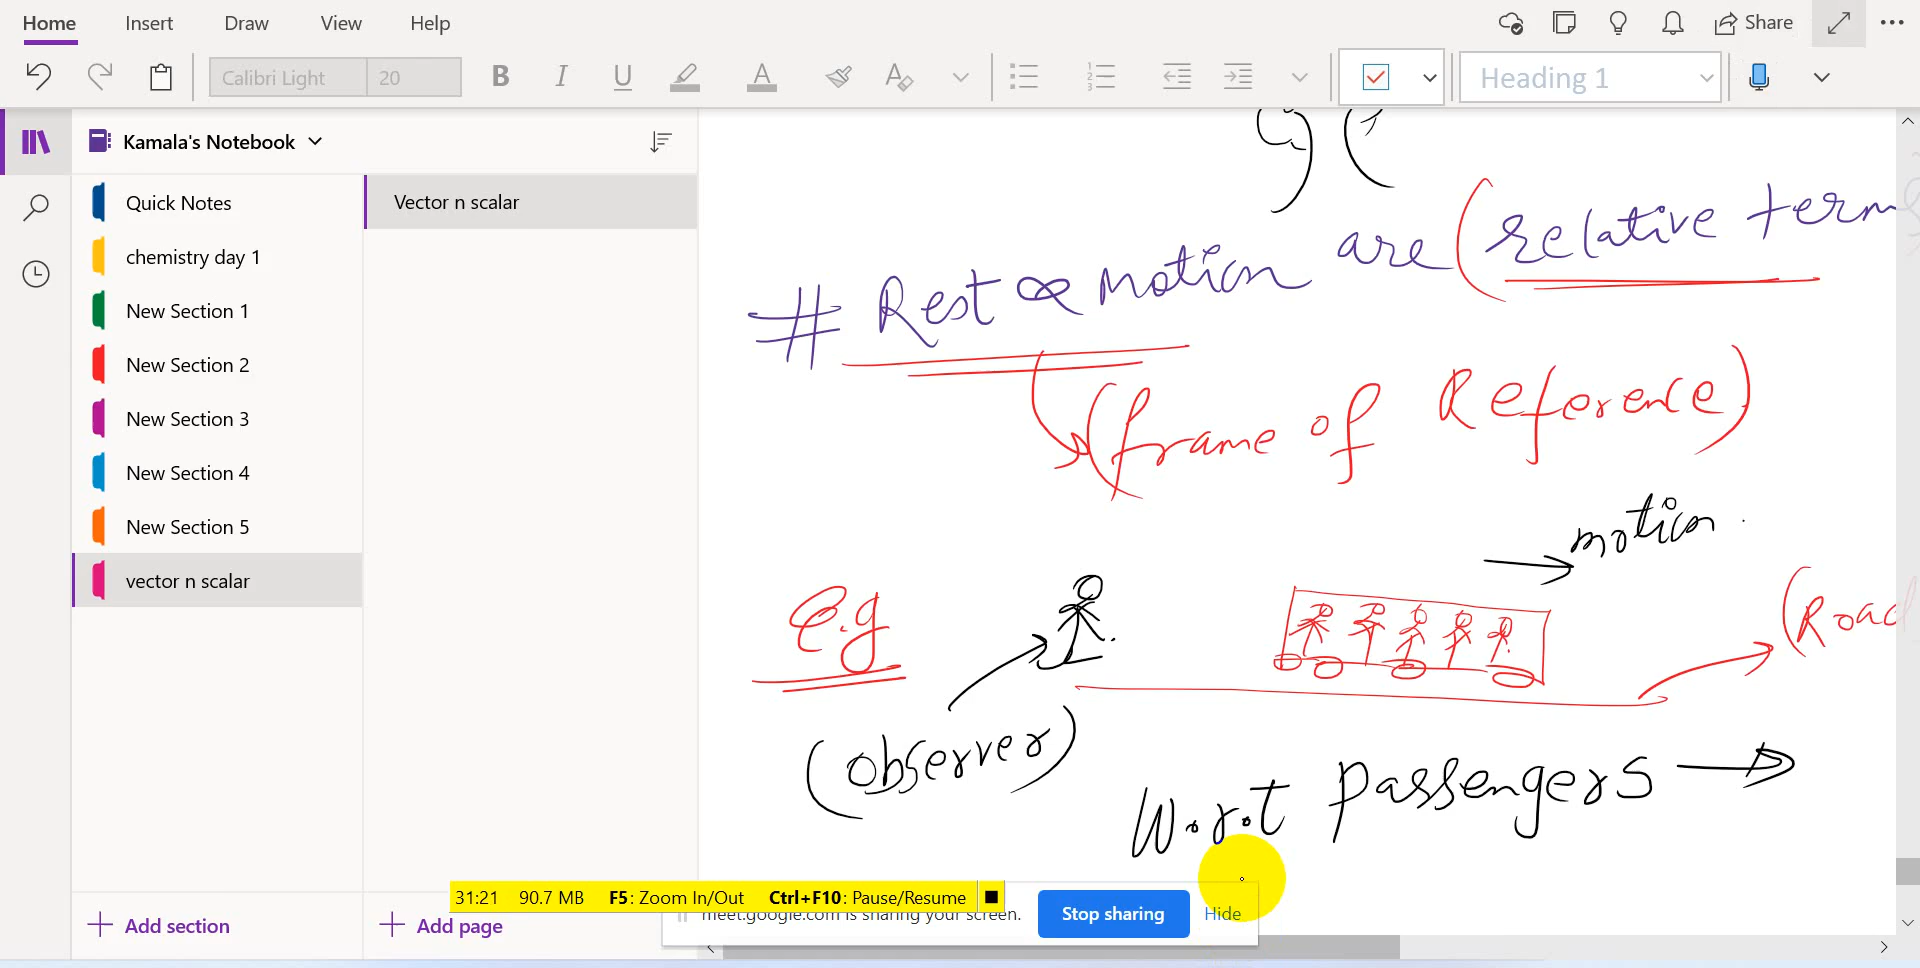 Home Insert Draw View Help Share
Calibri Light 20 B I U A Heading 1
Kamala's Notebook
Quick Notes
chemistry day 1
New Section 1
New Section 2
New Section 3
New Section 4
New Section 5
vector n scalar
Add section
Vector n scalar
Add page
# Rest & motion are (relative term
(frame of Reference)
motion.
e.g
(Road
(observer)
W.r.t passengers
31:21 90.7 MB F5: Zoom In/Out Ctrl+F10: Pause/Resume
meet.google.com is sharing your screen. Stop sharing Hide